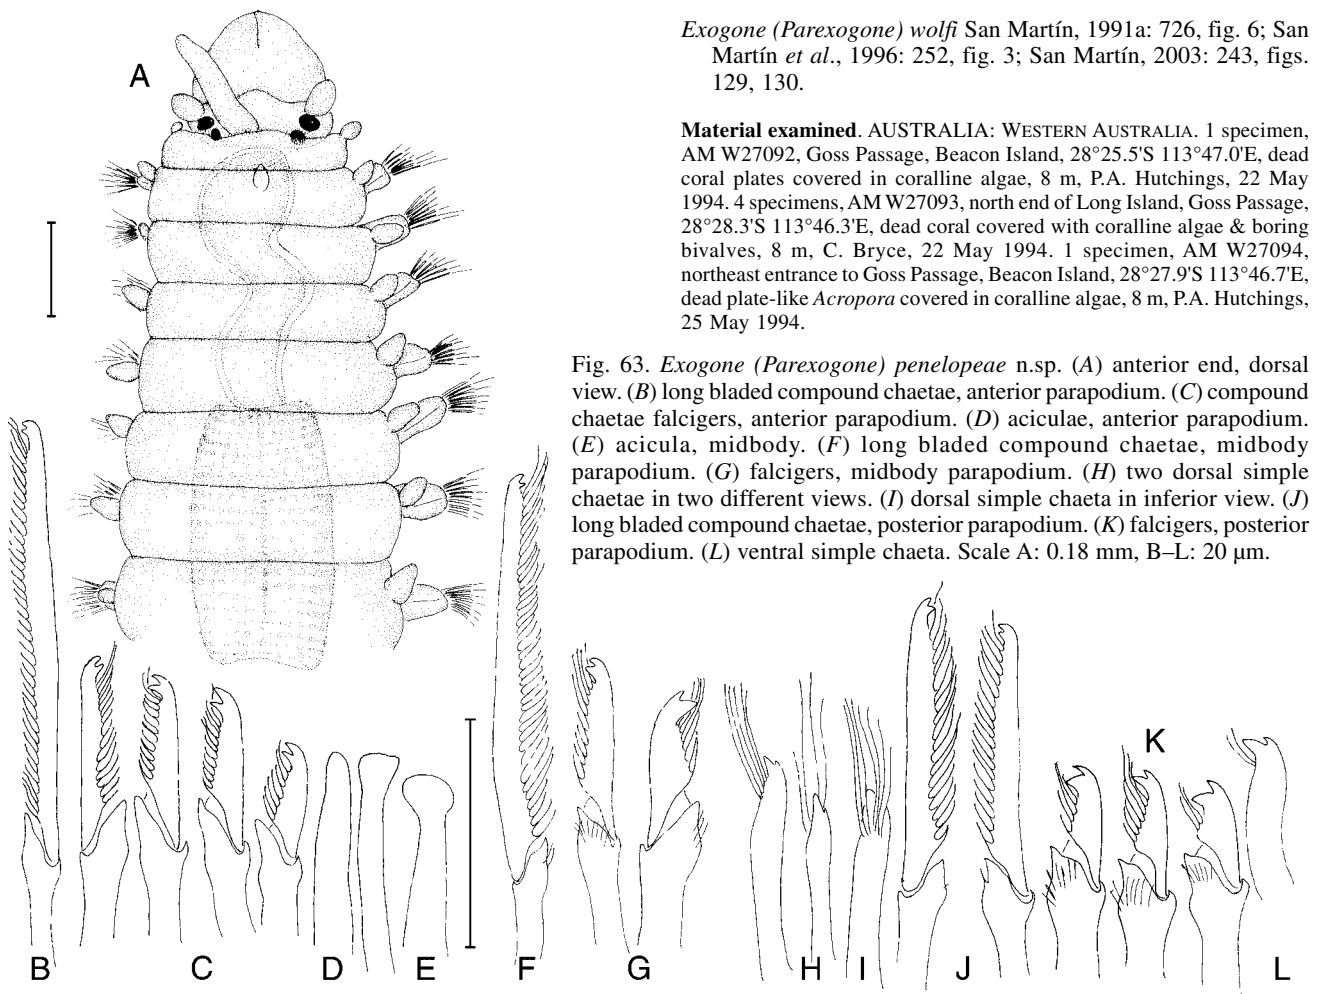 Exogone (Parexogone) wolfi San Martín, 1991a: 726, fig. 6; San
Martín et al., 1996: 252, fig. 3; San Martín, 2003: 243, figs.
129, 130.
Material examined. AUSTRALIA: WESTERN AUSTRALIA. 1 specimen,
AM W27092, Goss Passage, Beacon Island, 28°25.5'S 113°47.0'E, dead
coral plates covered in coralline algae, 8 m, P.A. Hutchings, 22 May
1994. 4 specimens, AM W27093, north end of Long Island, Goss Passage,
28°28.3'S 113°46.3'E, dead coral covered with coralline algae & boring
bivalves, 8 m, C. Bryce, 22 May 1994. 1 specimen, AM W27094,
northeast entrance to Goss Passage, Beacon Island, 28°27.9'S 113°46.7'E,
dead plate-like Acropora covered in coralline algae, 8 m, P.A. Hutchings,
25 May 1994.
Fig. 63. Exogone (Parexogone) penelopeae n.sp. (A) anterior end, dorsal
view. (B) long bladed compound chaetae, anterior parapodium. (C) compound
chaetae falcigers, anterior parapodium. (D) aciculae, anterior parapodium.
(E) acicula, midbody. (F) long bladed compound chaetae, midbody
parapodium. (G) falcigers, midbody parapodium. (H) two dorsal simple
chaetae in two different views. (I) dorsal simple chaeta in inferior view. (J)
long bladed compound chaetae, posterior parapodium. (K) falcigers, posterior
parapodium. (L) ventral simple chaeta. Scale A: 0.18 mm, B–L: 20 µm.
A
K
B C D E F G H I J L